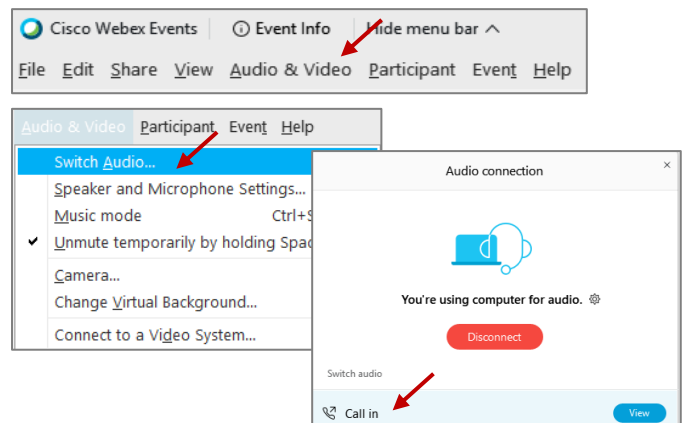 Cisco Webex Events Event Info Hide menu bar
File Edit Share View Audio & Video Participant Event Help
Audio & Video Participant Event Help
Switch Audio...
Speaker and Microphone Settings...
Music mode Ctrl+S
Unmute temporarily by holding Spac
Camera...
Change Virtual Background...
Connect to a Video System...
Audio connection
You're using computer for audio.
Disconnect
Switch audio
Call in View